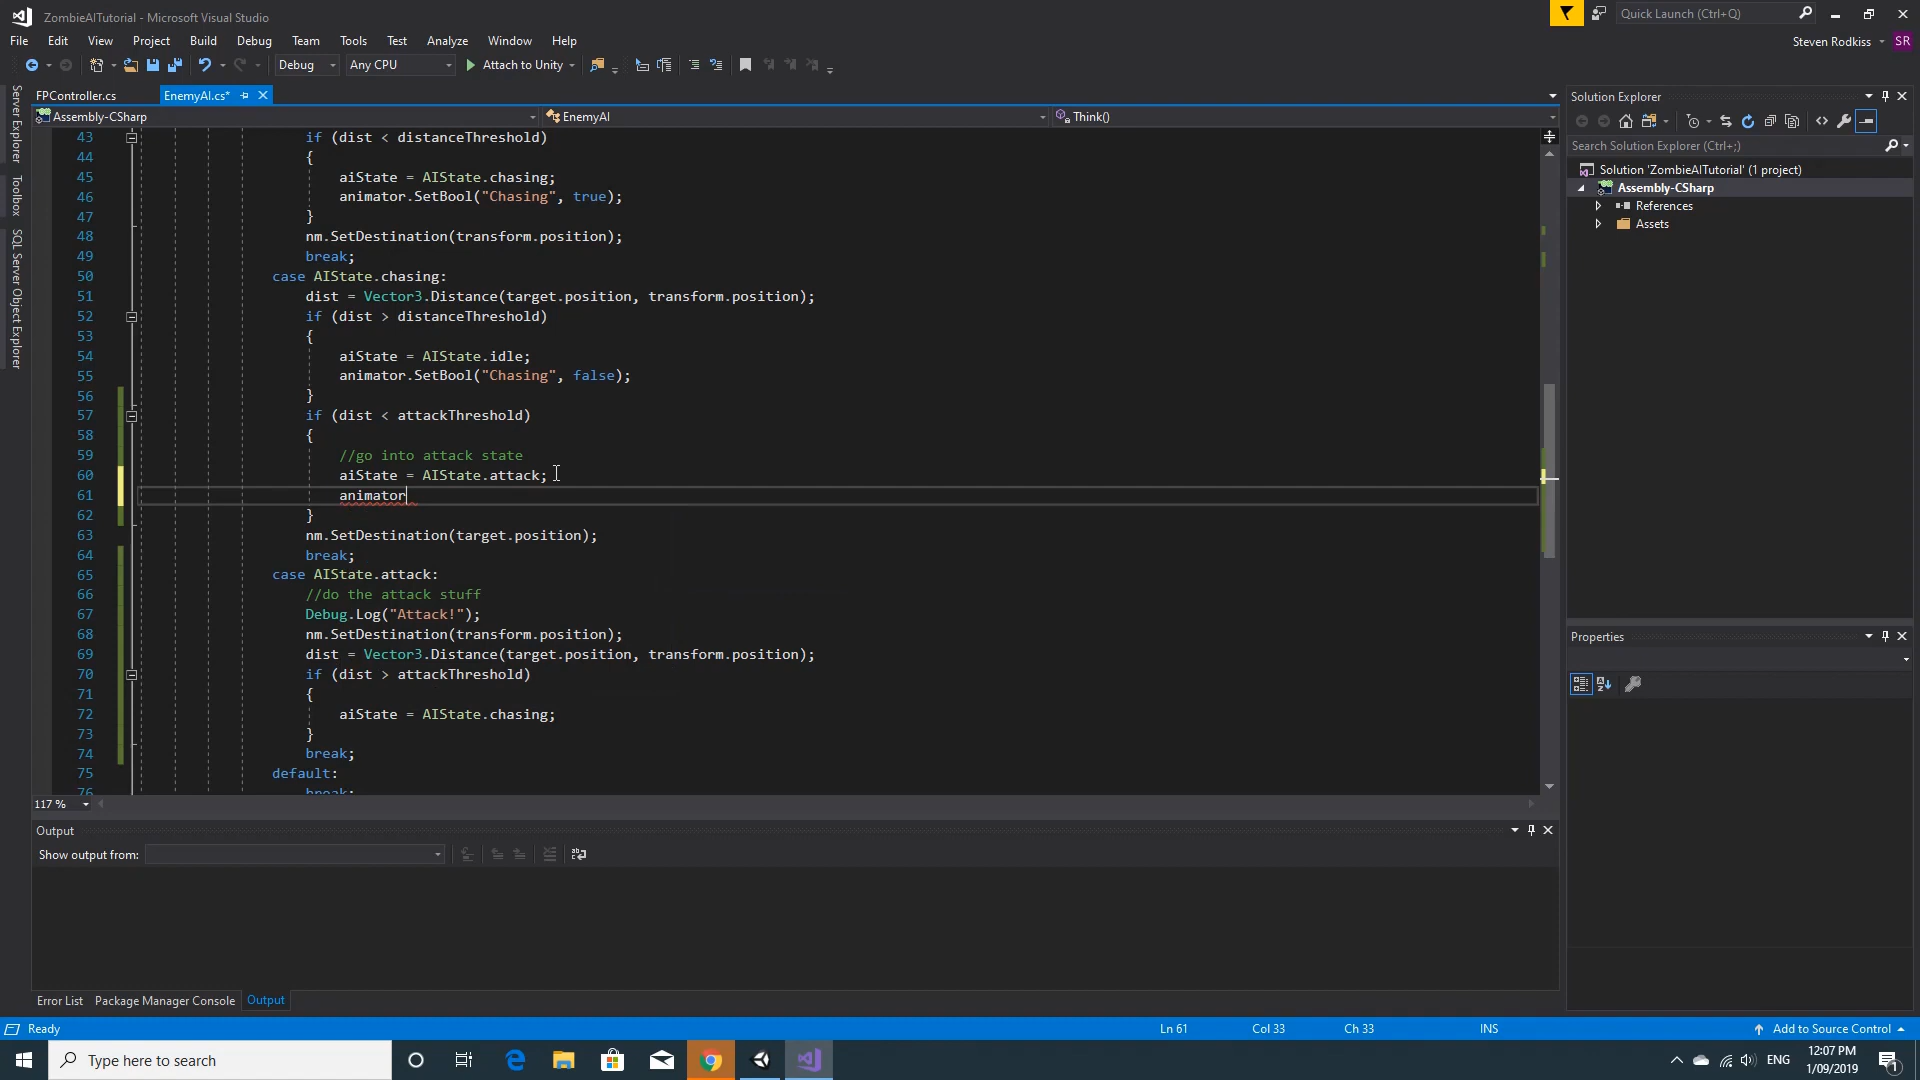 ZombieAITutorial - Microsoft Visual Studio
Quick Launch (Ctrl+Q)
File Edit View Project Build Debug Team Tools Test Analyze Window Help
Steven Rodkiss SR
Debug Any CPU Attach to Unity
FPController.cs EnemyAI.cs*
Assembly-CSharp EnemyAI Think()
Server Explorer
Toolbox
SQL Server Object Explorer
43 if (dist < distanceThreshold)
44 {
45 aiState = AIState.chasing;
46 animator.SetBool("Chasing", true);
47 }
48 nm.SetDestination(transform.position);
49 break;
50 case AIState.chasing:
51 dist = Vector3.Distance(target.position, transform.position);
52 if (dist > distanceThreshold)
53 {
54 aiState = AIState.idle;
55 animator.SetBool("Chasing", false);
56 }
57 if (dist < attackThreshold)
58 {
59 //go into attack state
60 aiState = AIState.attack;
61 animator
62 }
63 nm.SetDestination(target.position);
64 break;
65 case AIState.attack:
66 //do the attack stuff
67 Debug.Log("Attack!");
68 nm.SetDestination(transform.position);
69 dist = Vector3.Distance(target.position, transform.position);
70 if (dist > attackThreshold)
71 {
72 aiState = AIState.chasing;
73 }
74 break;
75 default:
76 break;
117 %
Output
Show output from:
Error List Package Manager Console Output
Solution Explorer
Search Solution Explorer (Ctrl+;)
Solution 'ZombieAITutorial' (1 project)
Assembly-CSharp
References
Assets
Properties
Ready Ln 61 Col 33 Ch 33 INS Add to Source Control
Type here to search
ENG
12:07 PM
1/09/2019
1